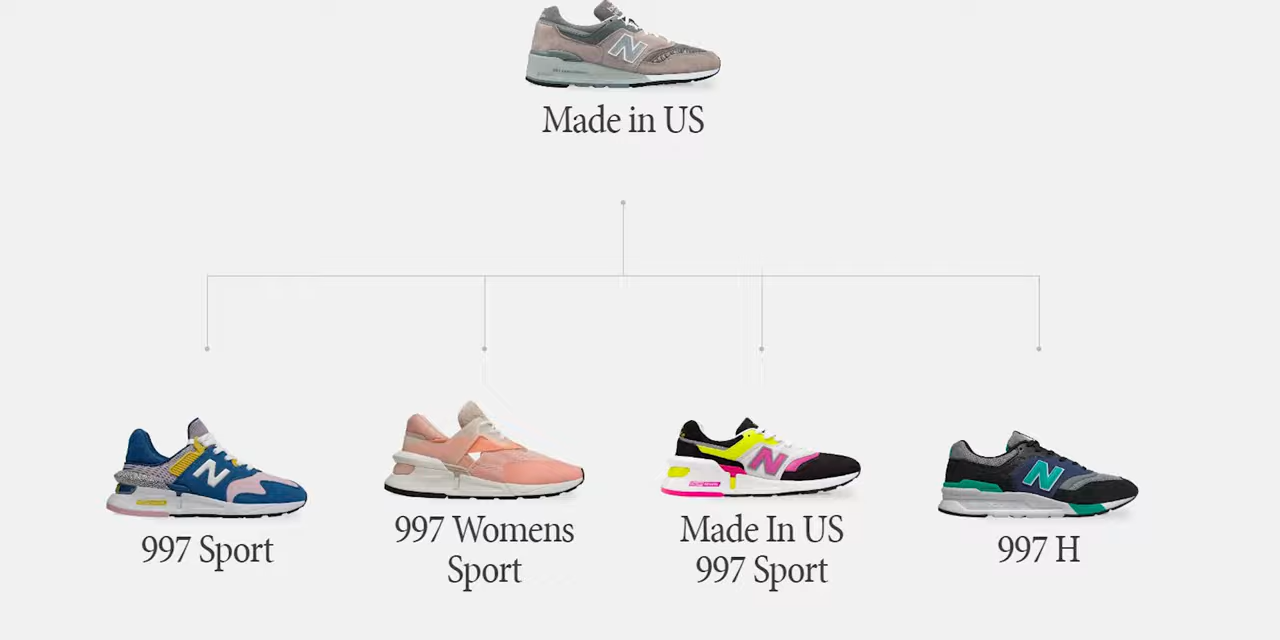 Made in US
N
997 Sport
997 Womens
Sport
N
Made In US
997 Sport
N
997 H
N